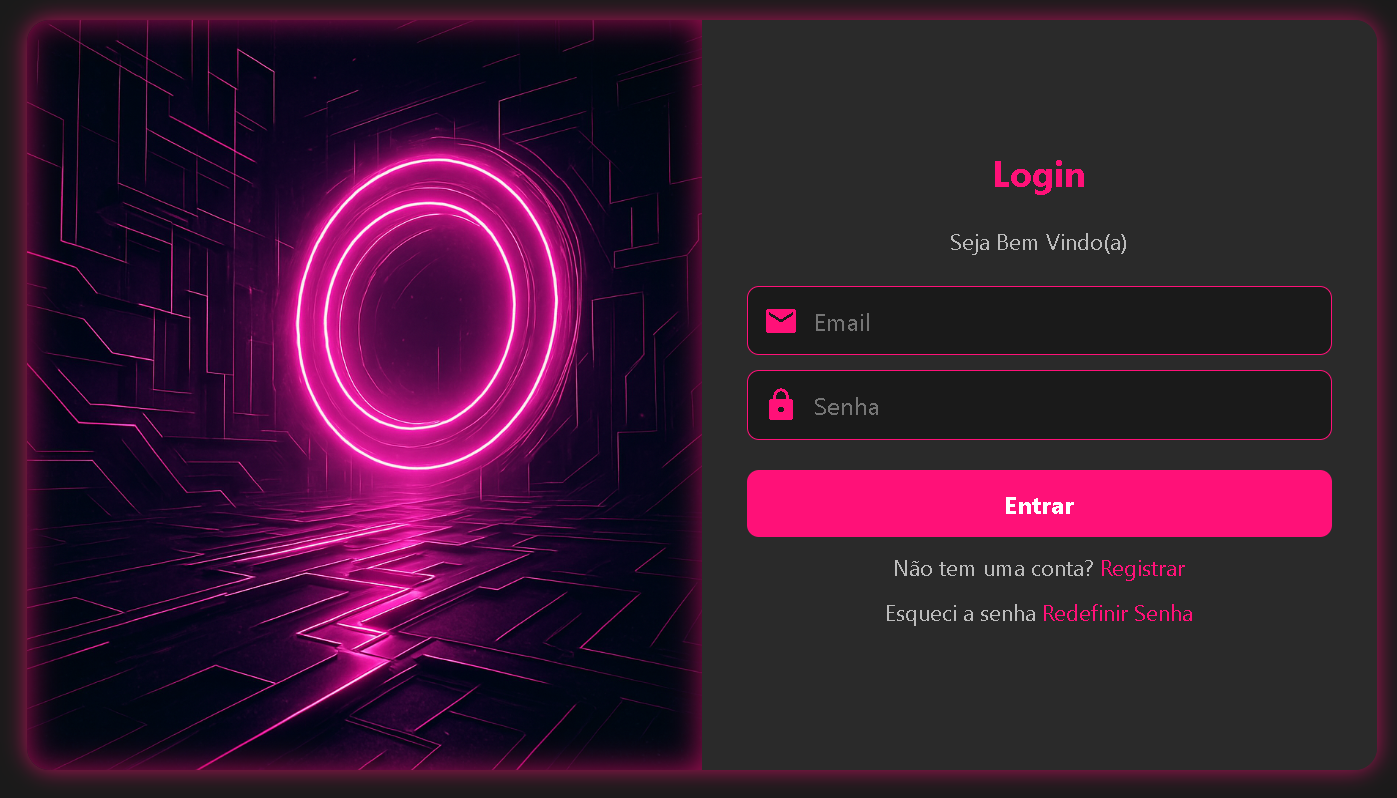 Login
Seja Bem Vindo(a)
Email
Senha
Entrar
Não tem uma conta? Registrar
Esqueci a senha Redefinir Senha